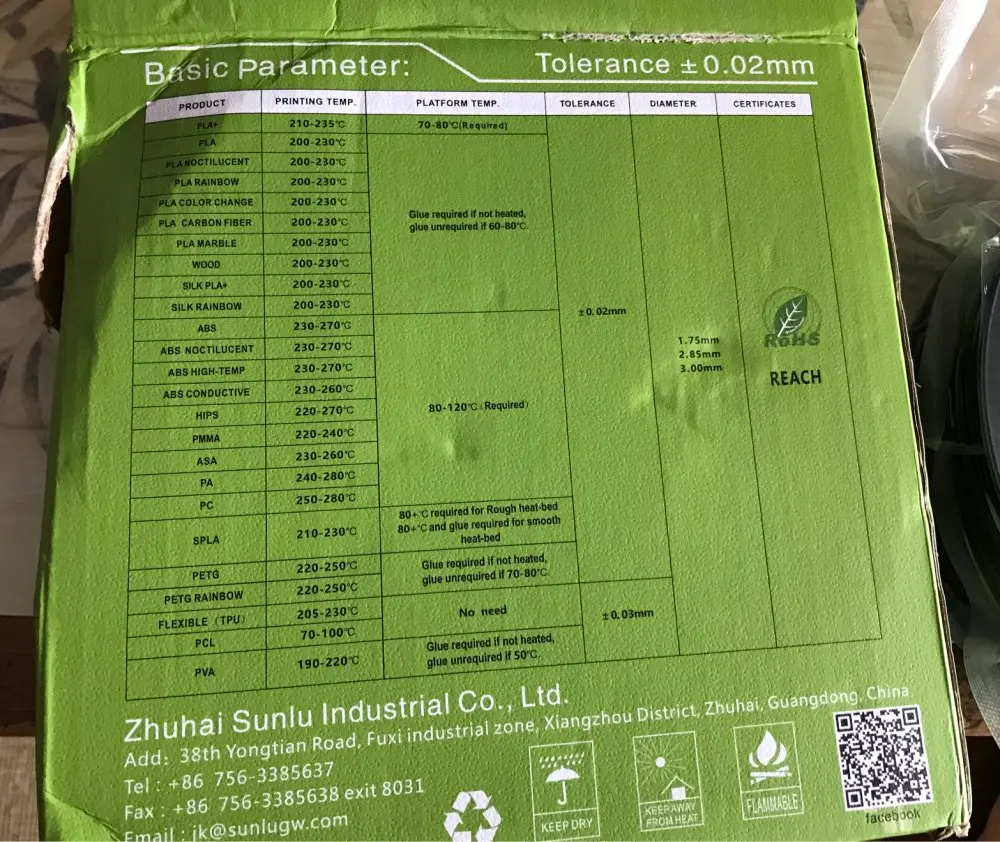 Basic Parameter:
Tolerance ±0.02mm
PRODUCT PRINTING TEMP. PLATFORM TEMP. TOLERANCE DIAMETER CERTIFICATES
PLA+ 210-235℃ 70-80℃(Required)
PLA 200-230℃
PLA NOCTILUCENT 200-230℃
PLA RAINBOW 200-230℃
PLA COLOR CHANGE 200-230℃
Glue required if not heated,
glue unrequired if 60-80℃.
PLA CARBON FIBER 200-230℃
PLA MARBLE 200-230℃
WOOD 200-230℃
SILK PLA+ 200-230℃
SILK RAINBOW 200-230℃
±0.02mm
ABS 230-270℃
ABS NOCTILUCENT 230-270℃
1.75mm
2.85mm
3.00mm
RoHS
REACH
ABS HIGH-TEMP 230-270℃
ABS CONDUCTIVE 230-260℃
80-120℃ (Required)
HIPS 220-270℃
PMMA 220-240℃
ASA 230-260℃
PA 240-280℃
PC 250-280℃
SPLA 210-230℃
80+℃ required for Rough heat-bed
80+℃ and glue required for smooth
heat-bed
PETG 220-250℃
Glue required if not heated,
glue unrequired if 70-80℃.
PETG RAINBOW 220-250℃
FLEXIBLE (TPU) 205-230℃ No need ±0.03mm
PCL 70-100℃
Glue required if not heated,
glue unrequired if 50℃.
PVA 190-220℃
Zhuhai Sunlu Industrial Co., Ltd.
Add: 38th Yongtian Road, Fuxi industrial zone, Xiangzhou District, Zhuhai, Guangdong, China
Tel : +86 756-3385637
Fax : +86 756-3385638 exit 8031
Email : jk@sunlugw.com
KEEP DRY
KEEP AWAY
FROM HEAT
FLAMMABLE
facebook